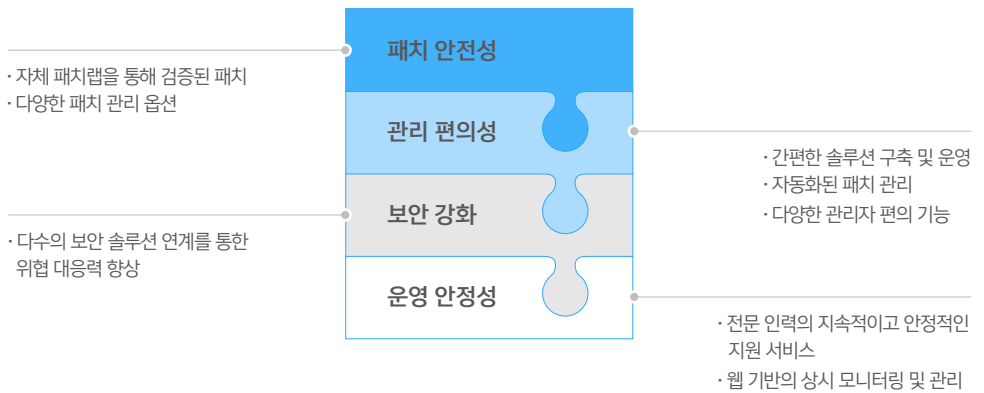 패치 안전성
· 자체 패치랩을 통해 검증된 패치
· 다양한 패치 관리 옵션
관리 편의성
· 간편한 솔루션 구축 및 운영
· 자동화된 패치 관리
· 다양한 관리자 편의 기능
보안 강화
· 다수의 보안 솔루션 연계를 통한
위협 대응력 향상
운영 안정성
· 전문 인력의 지속적이고 안정적인
지원 서비스
· 웹 기반의 상시 모니터링 및 관리